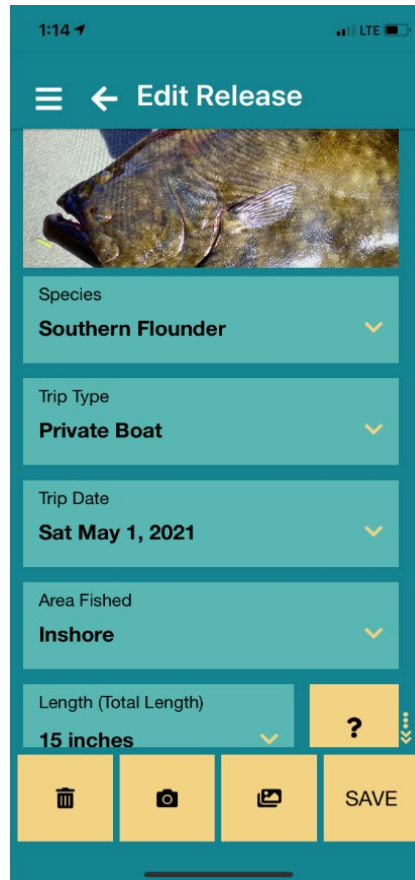 1:14
LTE
Edit Release
Species
Southern Flounder
Trip Type
Private Boat
Trip Date
Sat May 1, 2021
Area Fished
Inshore
Length (Total Length)
15 inches
?
SAVE